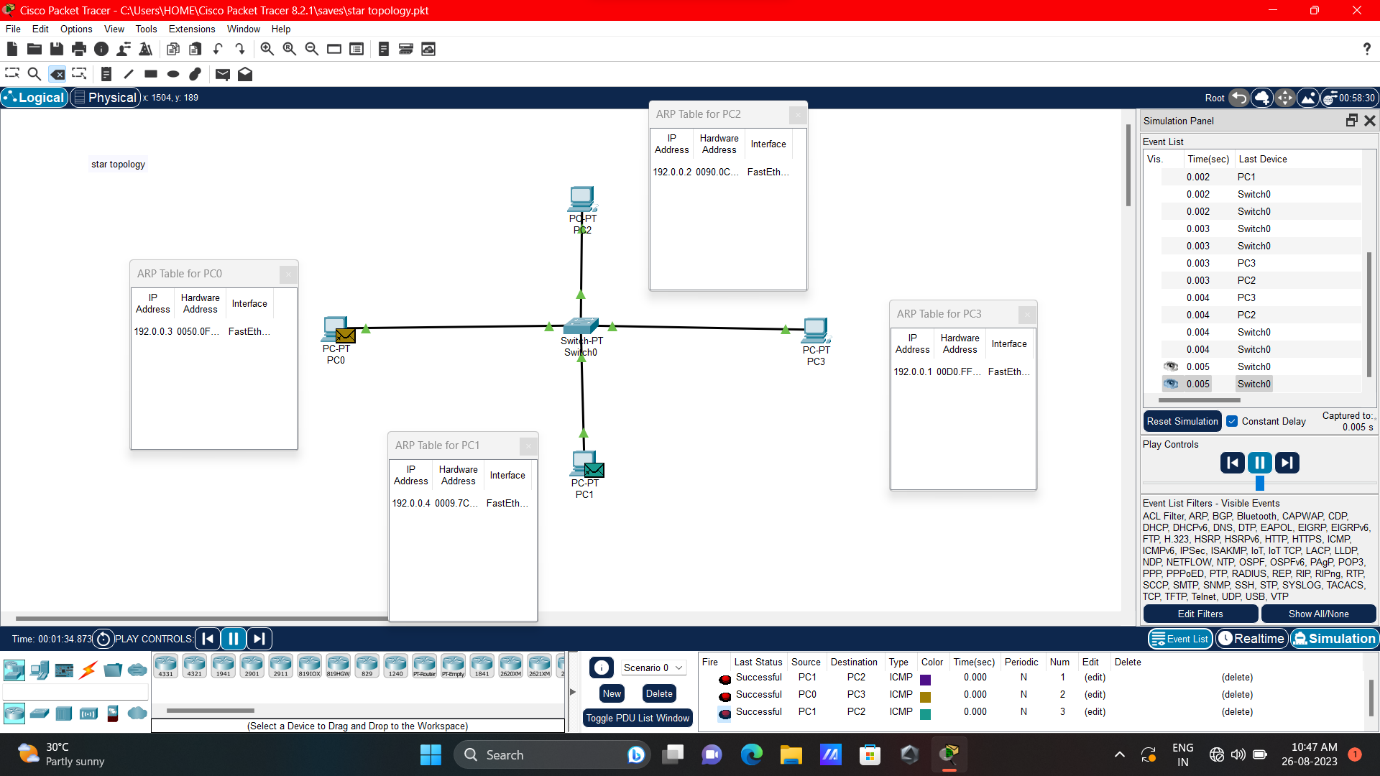 Cisco Packet Tracer - C:\Users\HOME\Cisco Packet Tracer 8.2.1\saves\star topology.pkt
File Edit Options View Tools Extensions Window Help
Logical Physical x: 1504, y: 189
Root 00:58:30
star topology
ARP Table for PC2
IP Address Hardware Address Interface
192.0.0.2 0090.0C... FastEth...
PC-PT
PC2
ARP Table for PC0
IP Address Hardware Address Interface
192.0.0.3 0050.0F... FastEth...
PC-PT
PC0
Switch-PT
Switch0
PC-PT
PC3
ARP Table for PC3
IP Address Hardware Address Interface
192.0.0.1 00D0.FF... FastEth...
ARP Table for PC1
IP Address Hardware Address Interface
192.0.0.4 0009.7C... FastEth...
PC-PT
PC1
Simulation Panel
Event List
Vis. Time(sec) Last Device
0.002 PC1
0.002 Switch0
0.002 Switch0
0.003 Switch0
0.003 Switch0
0.003 PC3
0.003 PC2
0.004 PC3
0.004 PC2
0.004 Switch0
0.004 Switch0
0.005 Switch0
0.005 Switch0
Reset Simulation Constant Delay Captured to:
0.005 s
Play Controls
Event List Filters - Visible Events
ACL Filter, ARP, BGP, Bluetooth, CAPWAP, CDP,
DHCP, DHCPv6, DNS, DTP, EAPOL, EIGRP, EIGRPv6,
FTP, H.323, HSRP, HSRPv6, HTTP, HTTPS, ICMP,
ICMPv6, IPSec, ISAKMP, IoT, IoT TCP, LACP, LLDP,
NDP, NETFLOW, NTP, OSPF, OSPFv6, PAgP, POP3,
PPP, PPPoED, PTP, RADIUS, REP, RIP, RIPng, RTP,
SCCP, SMTP, SNMP, SSH, STP, SYSLOG, TACACS,
TCP, TFTP, Telnet, UDP, USB, VTP
Edit Filters Show All/None
Time: 00:01:34.873 PLAY CONTROLS:
Event List Realtime Simulation
4331 4321 1941 2901 2911 819IOX 819HGW 829 1240 PT-Router PT-Empty 1841 2620XM 2621XM
(Select a Device to Drag and Drop to the Workspace)
Scenario 0
New Delete
Toggle PDU List Window
Fire Last Status Source Destination Type Color Time(sec) Periodic Num Edit Delete
Successful PC1 PC2 ICMP 0.000 N 1 (edit) (delete)
Successful PC0 PC3 ICMP 0.000 N 2 (edit) (delete)
Successful PC1 PC2 ICMP 0.000 N 3 (edit) (delete)
30°C
Partly sunny
Search
ENG
IN
10:47 AM
26-08-2023
1